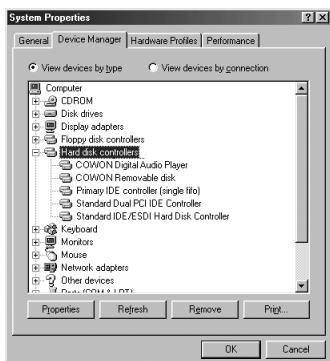 System Properties
General Device Manager Hardware Profiles Performance
View devices by type View devices by connection
Computer
CDROM
Disk drives
Display adapters
Floppy disk controllers
Hard disk controllers
COWON Digital Audio Player
COWON Removable disk
Primary IDE controller (single fifo)
Standard Dual PCI IDE Controller
Standard IDE/ESDI Hard Disk Controller
Keyboard
Monitors
Mouse
Network adapters
Other devices
Ports (COM & LPT)
Properties Refresh Remove Print...
OK Cancel